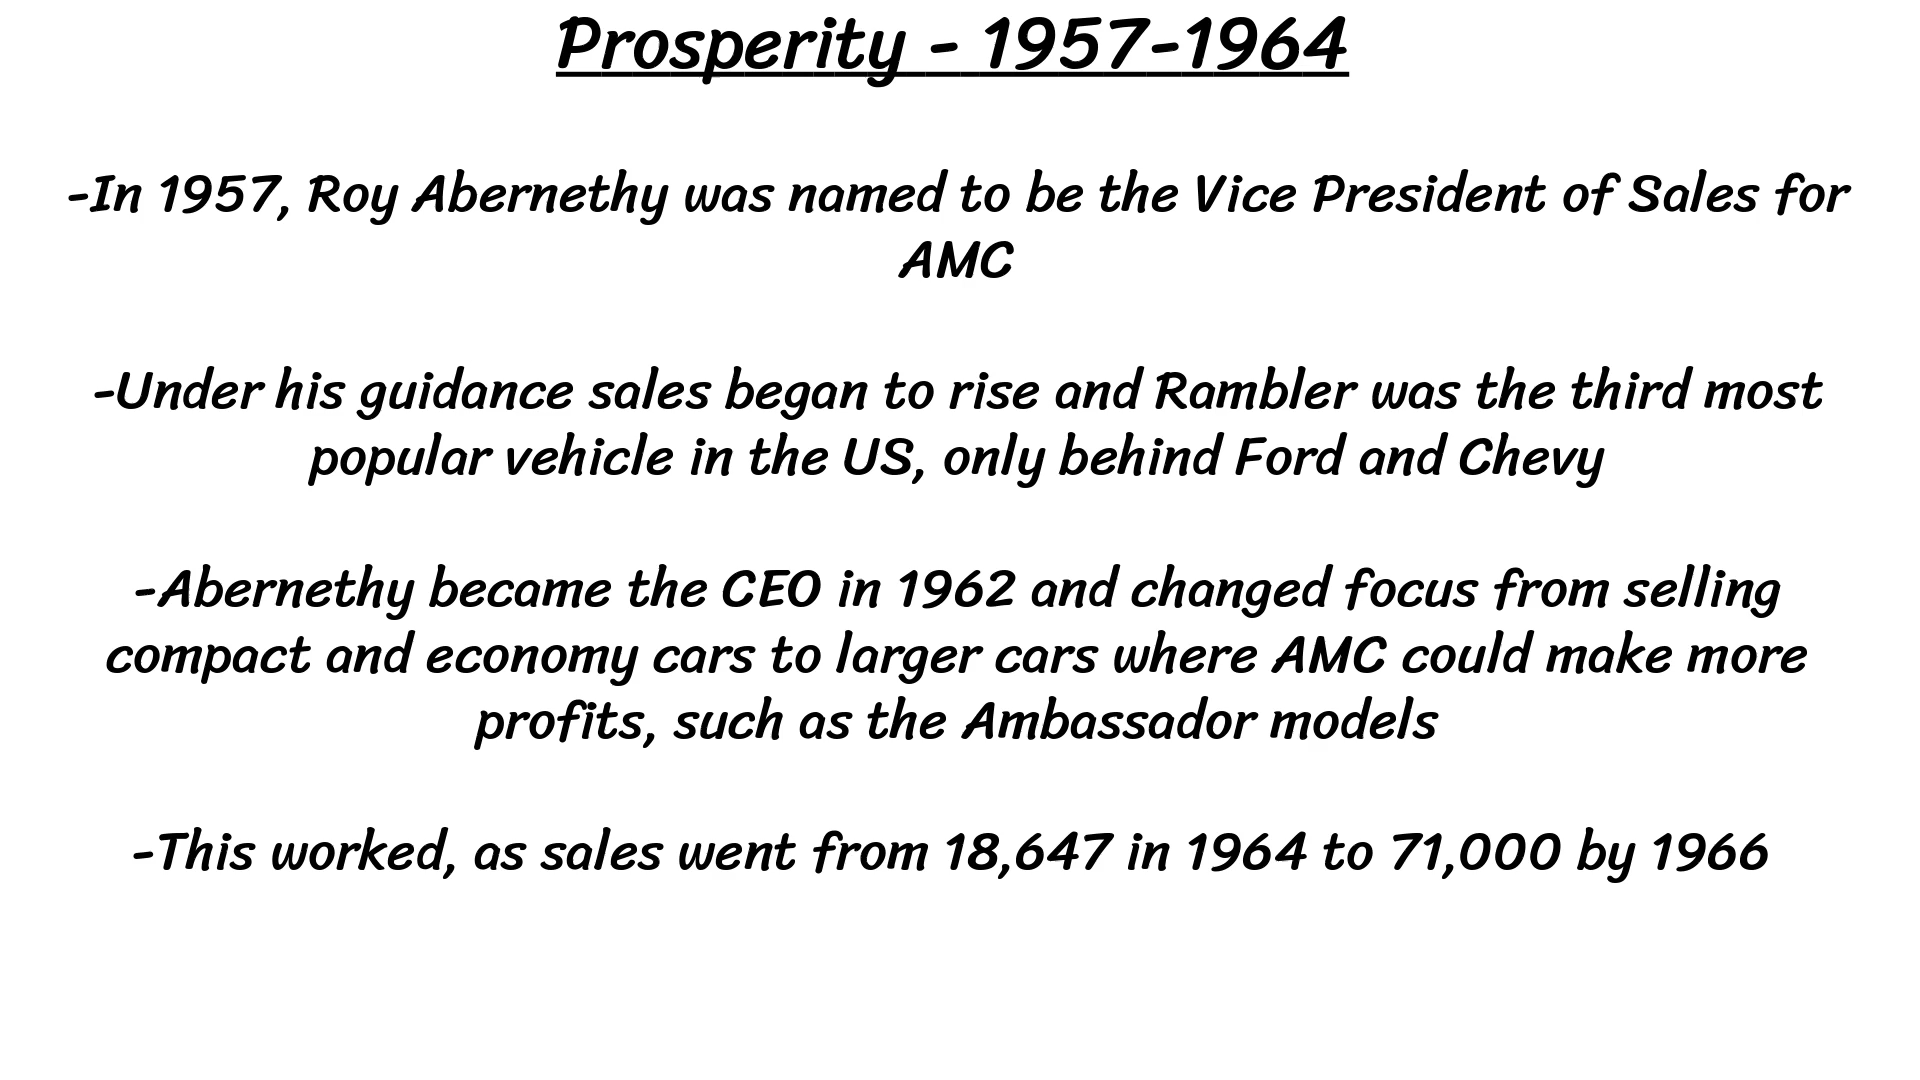 Prosperity - 1957-1964
-In 1957, Roy Abernethy was named to be the Vice President of Sales for
AMC
-Under his guidance sales began to rise and Rambler was the third most
popular vehicle in the US, only behind Ford and Chevy
-Abernethy became the CEO in 1962 and changed focus from selling
compact and economy cars to larger cars where AMC could make more
profits, such as the Ambassador models
-This worked, as sales went from 18,647 in 1964 to 71,000 by 1966